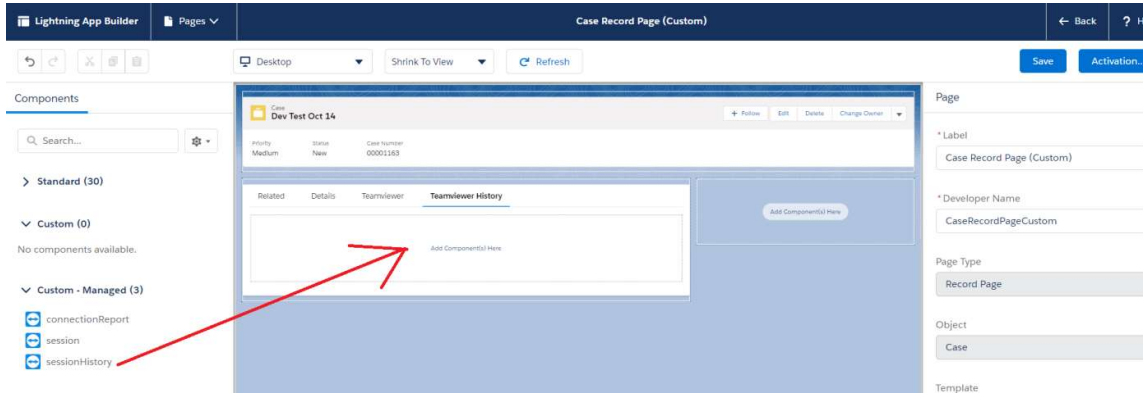 Lightning App Builder
Pages
Case Record Page (Custom)
Back
? H
Desktop
Shrink To View
Refresh
Save
Activation...
Components
Search...
Standard (30)
Custom (0)
No components available.
Custom - Managed (3)
connectionReport
session
sessionHistory
Case
Dev Test Oct 14
+ Follow
Edit
Delete
Change Owner
Priority
Status
Case Number
Medium
New
00001163
Related
Details
Teamviewer
Teamviewer History
Add Component(s) Here
Add Component(s) Here
Page
*Label
Case Record Page (Custom)
*Developer Name
CaseRecordPageCustom
Page Type
Record Page
Object
Case
Template